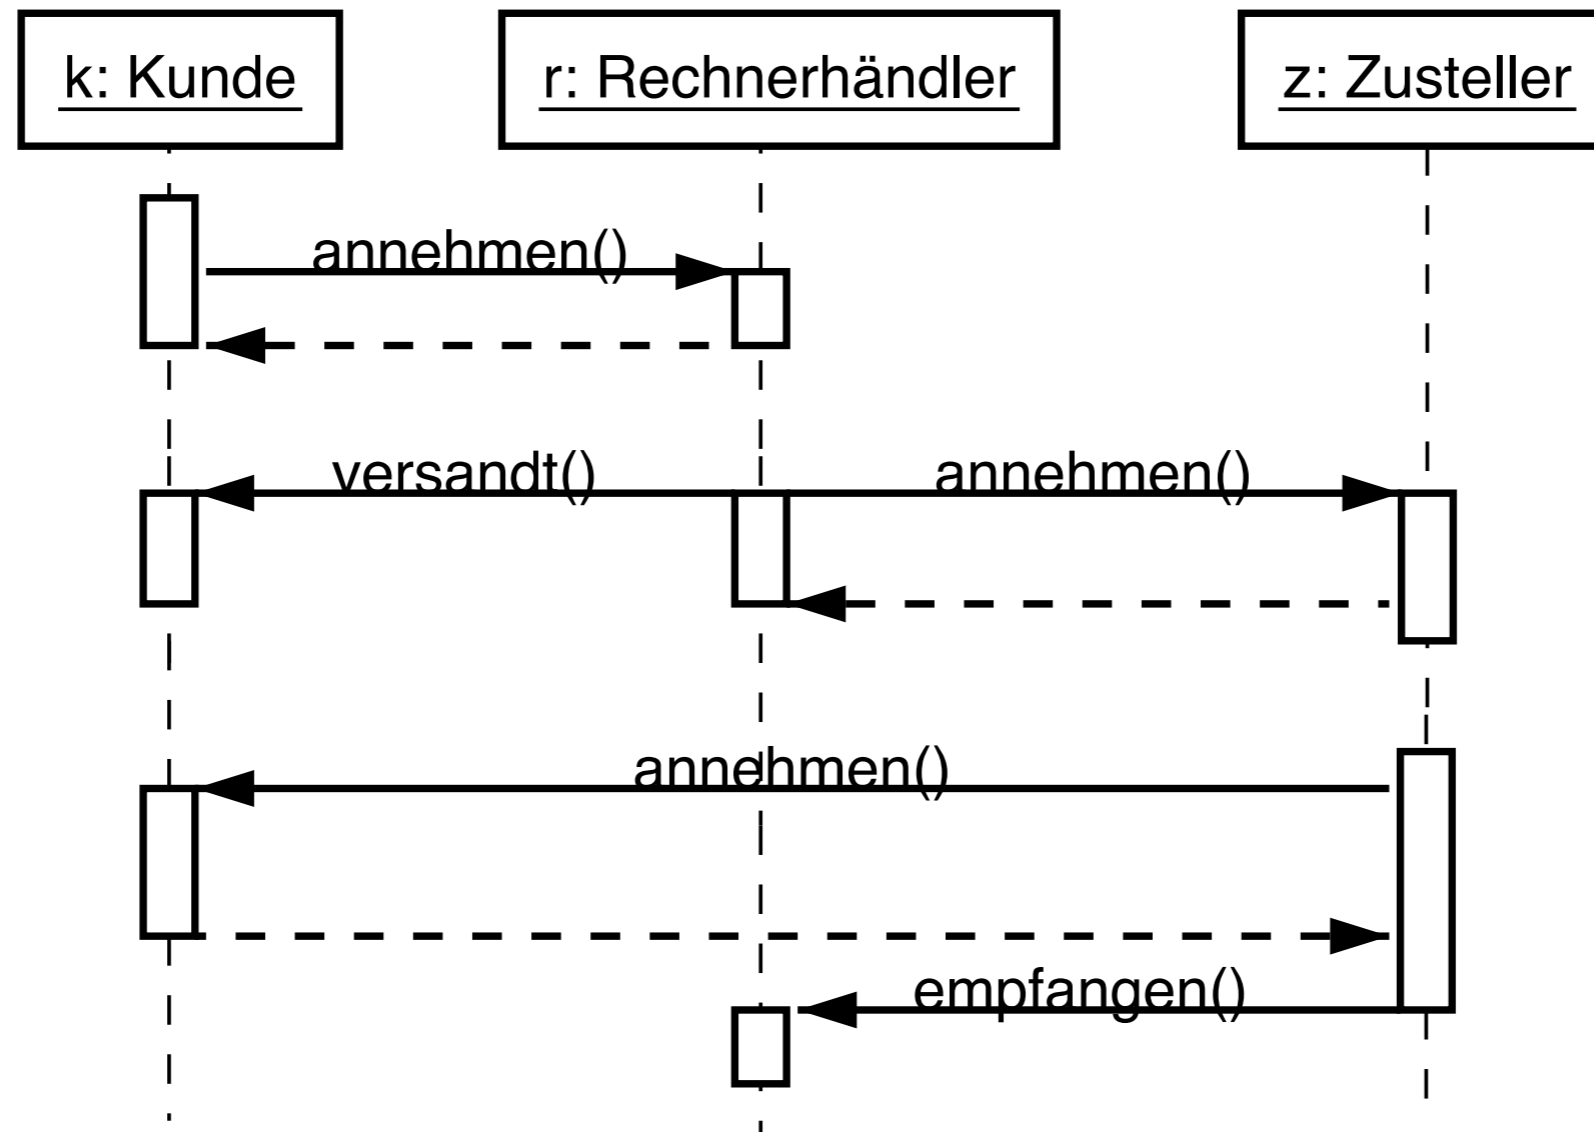 k: Kunde
r: Rechnerhändler
z: Zusteller
annehmen()
versandt()
annehmen()
annehmen()
empfangen()